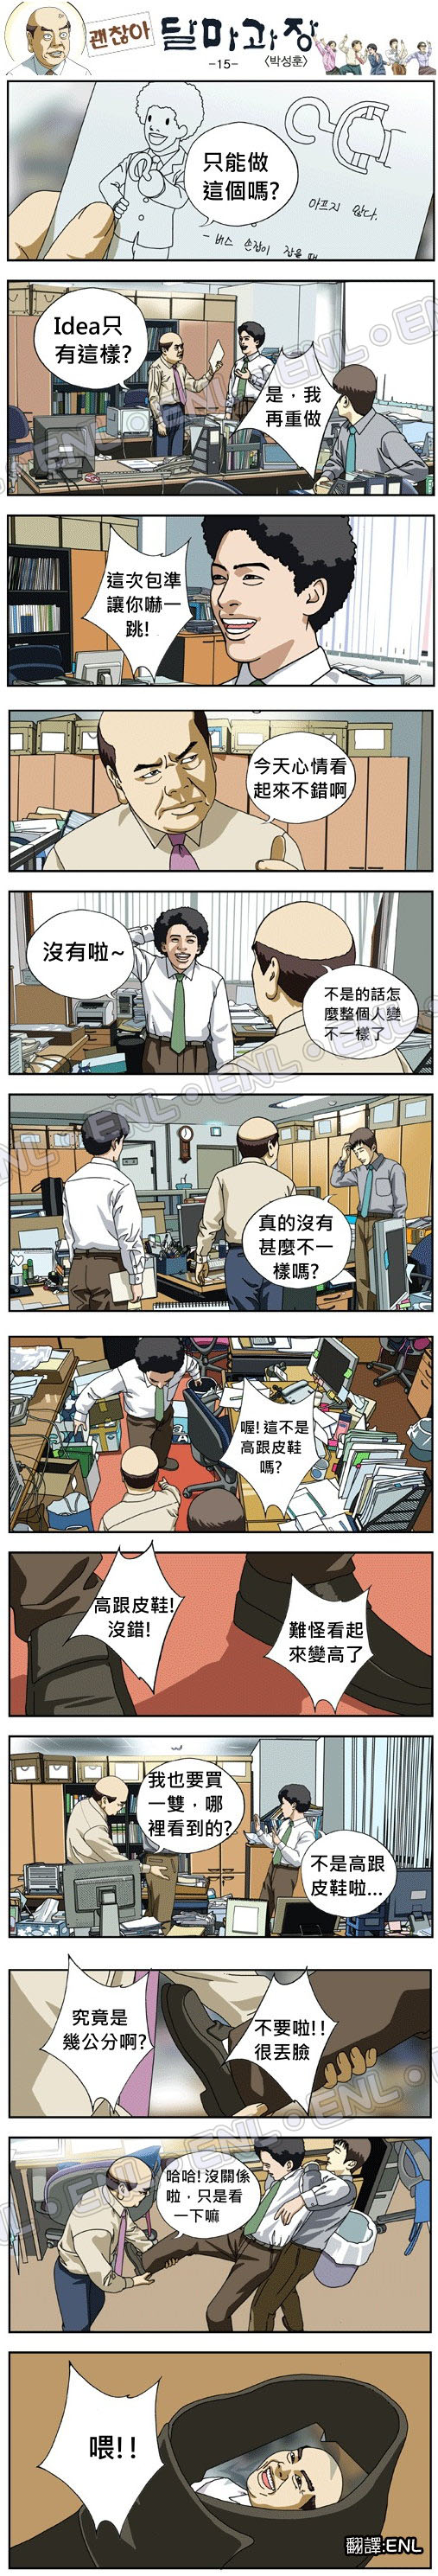 괜찮아
달마과장
-15-
〈박성훈〉
只能做
這個嗎?
아프지 않다.
- 버스 손잡이 잡을 때
Idea只
有這樣?
是，我
再重做
這次包準
讓你嚇一
跳!
今天心情看
起來不錯啊
沒有啦~
不是的話怎
麼整個人變
不一樣了
真的沒有
甚麼不一
樣嗎?
喔! 這不是
高跟皮鞋
嗎?
高跟皮鞋!
沒錯!
難怪看起
來變高了
我也要買
一雙，哪
裡看到的?
不是高跟
皮鞋啦...
究竟是
幾公分啊?
不要啦!!
很丟臉
哈哈! 沒關係
啦，只是看
一下嘛
喂!!
翻譯:ENL